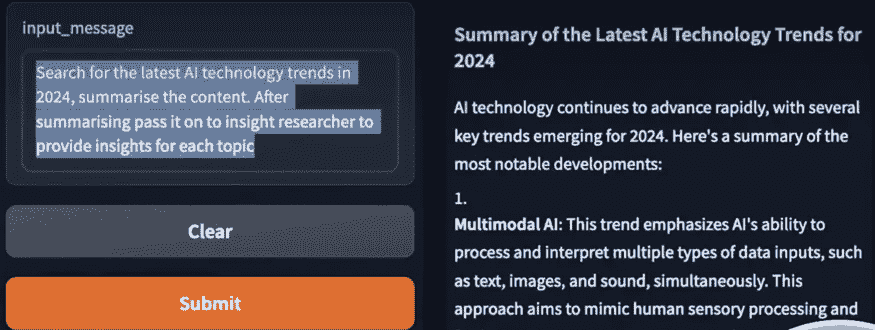 input_message
Search for the latest AI technology trends in
2024, summarise the content. After
summarising pass it on to insight researcher to
provide insights for each topic
Clear
Submit
Summary of the Latest AI Technology Trends for
2024
AI technology continues to advance rapidly, with several
key trends emerging for 2024. Here's a summary of the
most notable developments:
1.
Multimodal AI: This trend emphasizes AI's ability to
process and interpret multiple types of data inputs, such
as text, images, and sound, simultaneously. This
approach aims to mimic human sensory processing and